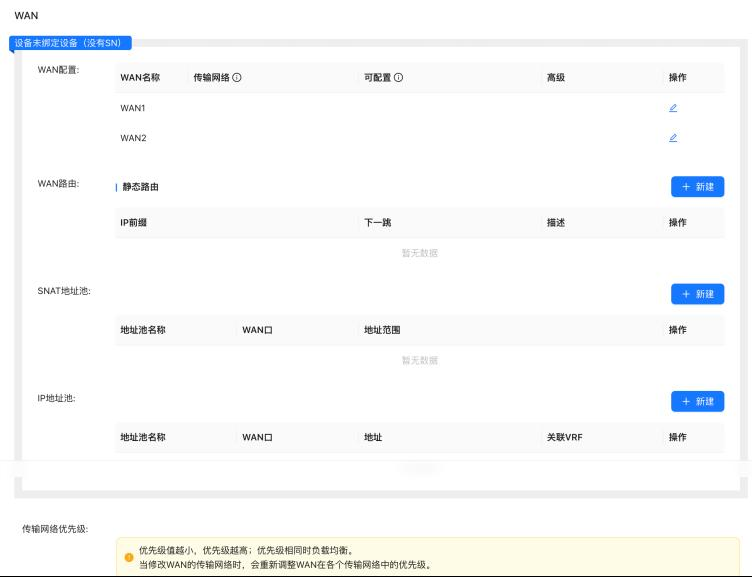 WAN
设备未绑定设备（没有SN）
WAN配置:
WAN名称 传输网络 可配置 高级 操作
WAN1
WAN2
WAN路由:
静态路由
+ 新建
IP前缀 下一跳 描述 操作
暂无数据
SNAT地址池:
+ 新建
地址池名称 WAN口 地址范围 操作
暂无数据
IP地址池:
+ 新建
地址池名称 WAN口 地址 关联VRF 操作
传输网络优先级:
优先级值越小，优先级越高；优先级相同时负载均衡。
当修改WAN的传输网络时，会重新调整WAN在各个传输网络中的优先级。